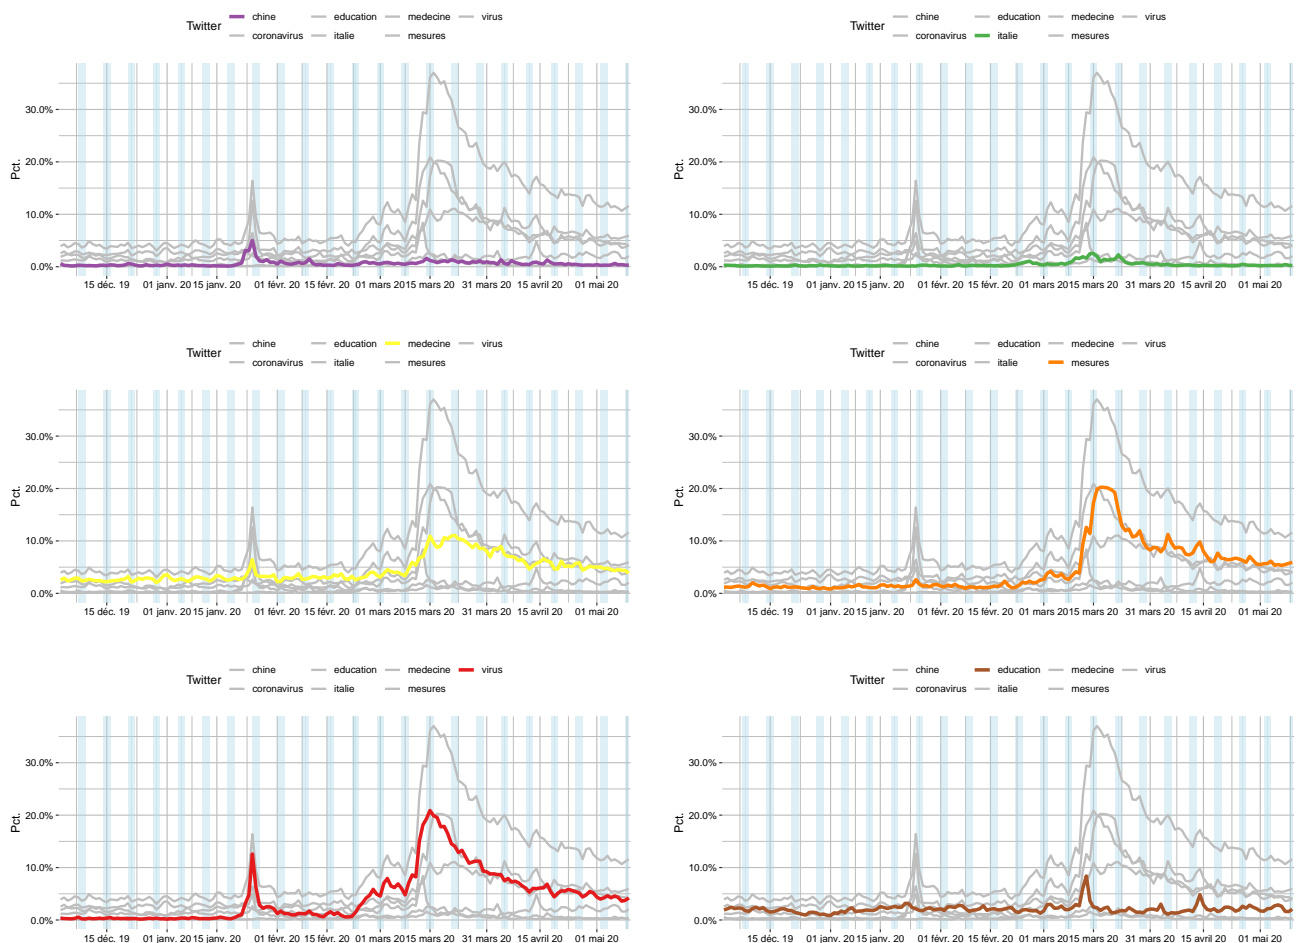 Twitter chine education medecine virus
coronavirus italie mesures
Pct.
30.0%
20.0%
10.0%
0.0%
15 déc. 19 01 janv. 20 15 janv. 20 01 févr. 20 15 févr. 20 01 mars 20 15 mars 20 31 mars 20 15 avril 20 01 mai 20
Twitter chine education medecine virus
coronavirus italie mesures
Pct.
30.0%
20.0%
10.0%
0.0%
15 déc. 19 01 janv. 20 15 janv. 20 01 févr. 20 15 févr. 20 01 mars 20 15 mars 20 31 mars 20 15 avril 20 01 mai 20
Twitter chine education medecine virus
coronavirus italie mesures
Pct.
30.0%
20.0%
10.0%
0.0%
15 déc. 19 01 janv. 20 15 janv. 20 01 févr. 20 15 févr. 20 01 mars 20 15 mars 20 31 mars 20 15 avril 20 01 mai 20
Twitter chine education medecine virus
coronavirus italie mesures
Pct.
30.0%
20.0%
10.0%
0.0%
15 déc. 19 01 janv. 20 15 janv. 20 01 févr. 20 15 févr. 20 01 mars 20 15 mars 20 31 mars 20 15 avril 20 01 mai 20
Twitter chine education medecine virus
coronavirus italie mesures
Pct.
30.0%
20.0%
10.0%
0.0%
15 déc. 19 01 janv. 20 15 janv. 20 01 févr. 20 15 févr. 20 01 mars 20 15 mars 20 31 mars 20 15 avril 20 01 mai 20
Twitter chine education medecine virus
coronavirus italie mesures
Pct.
30.0%
20.0%
10.0%
0.0%
15 déc. 19 01 janv. 20 15 janv. 20 01 févr. 20 15 févr. 20 01 mars 20 15 mars 20 31 mars 20 15 avril 20 01 mai 20